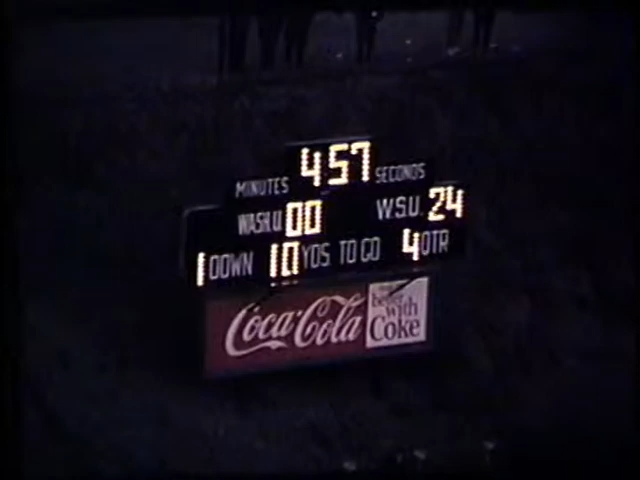 4 57
MINUTES SECONDS
WASH.U. 00 W.S.U. 24
1 DOWN 10 YDS TO GO 4 QTR
Coca-Cola
better
with
Coke